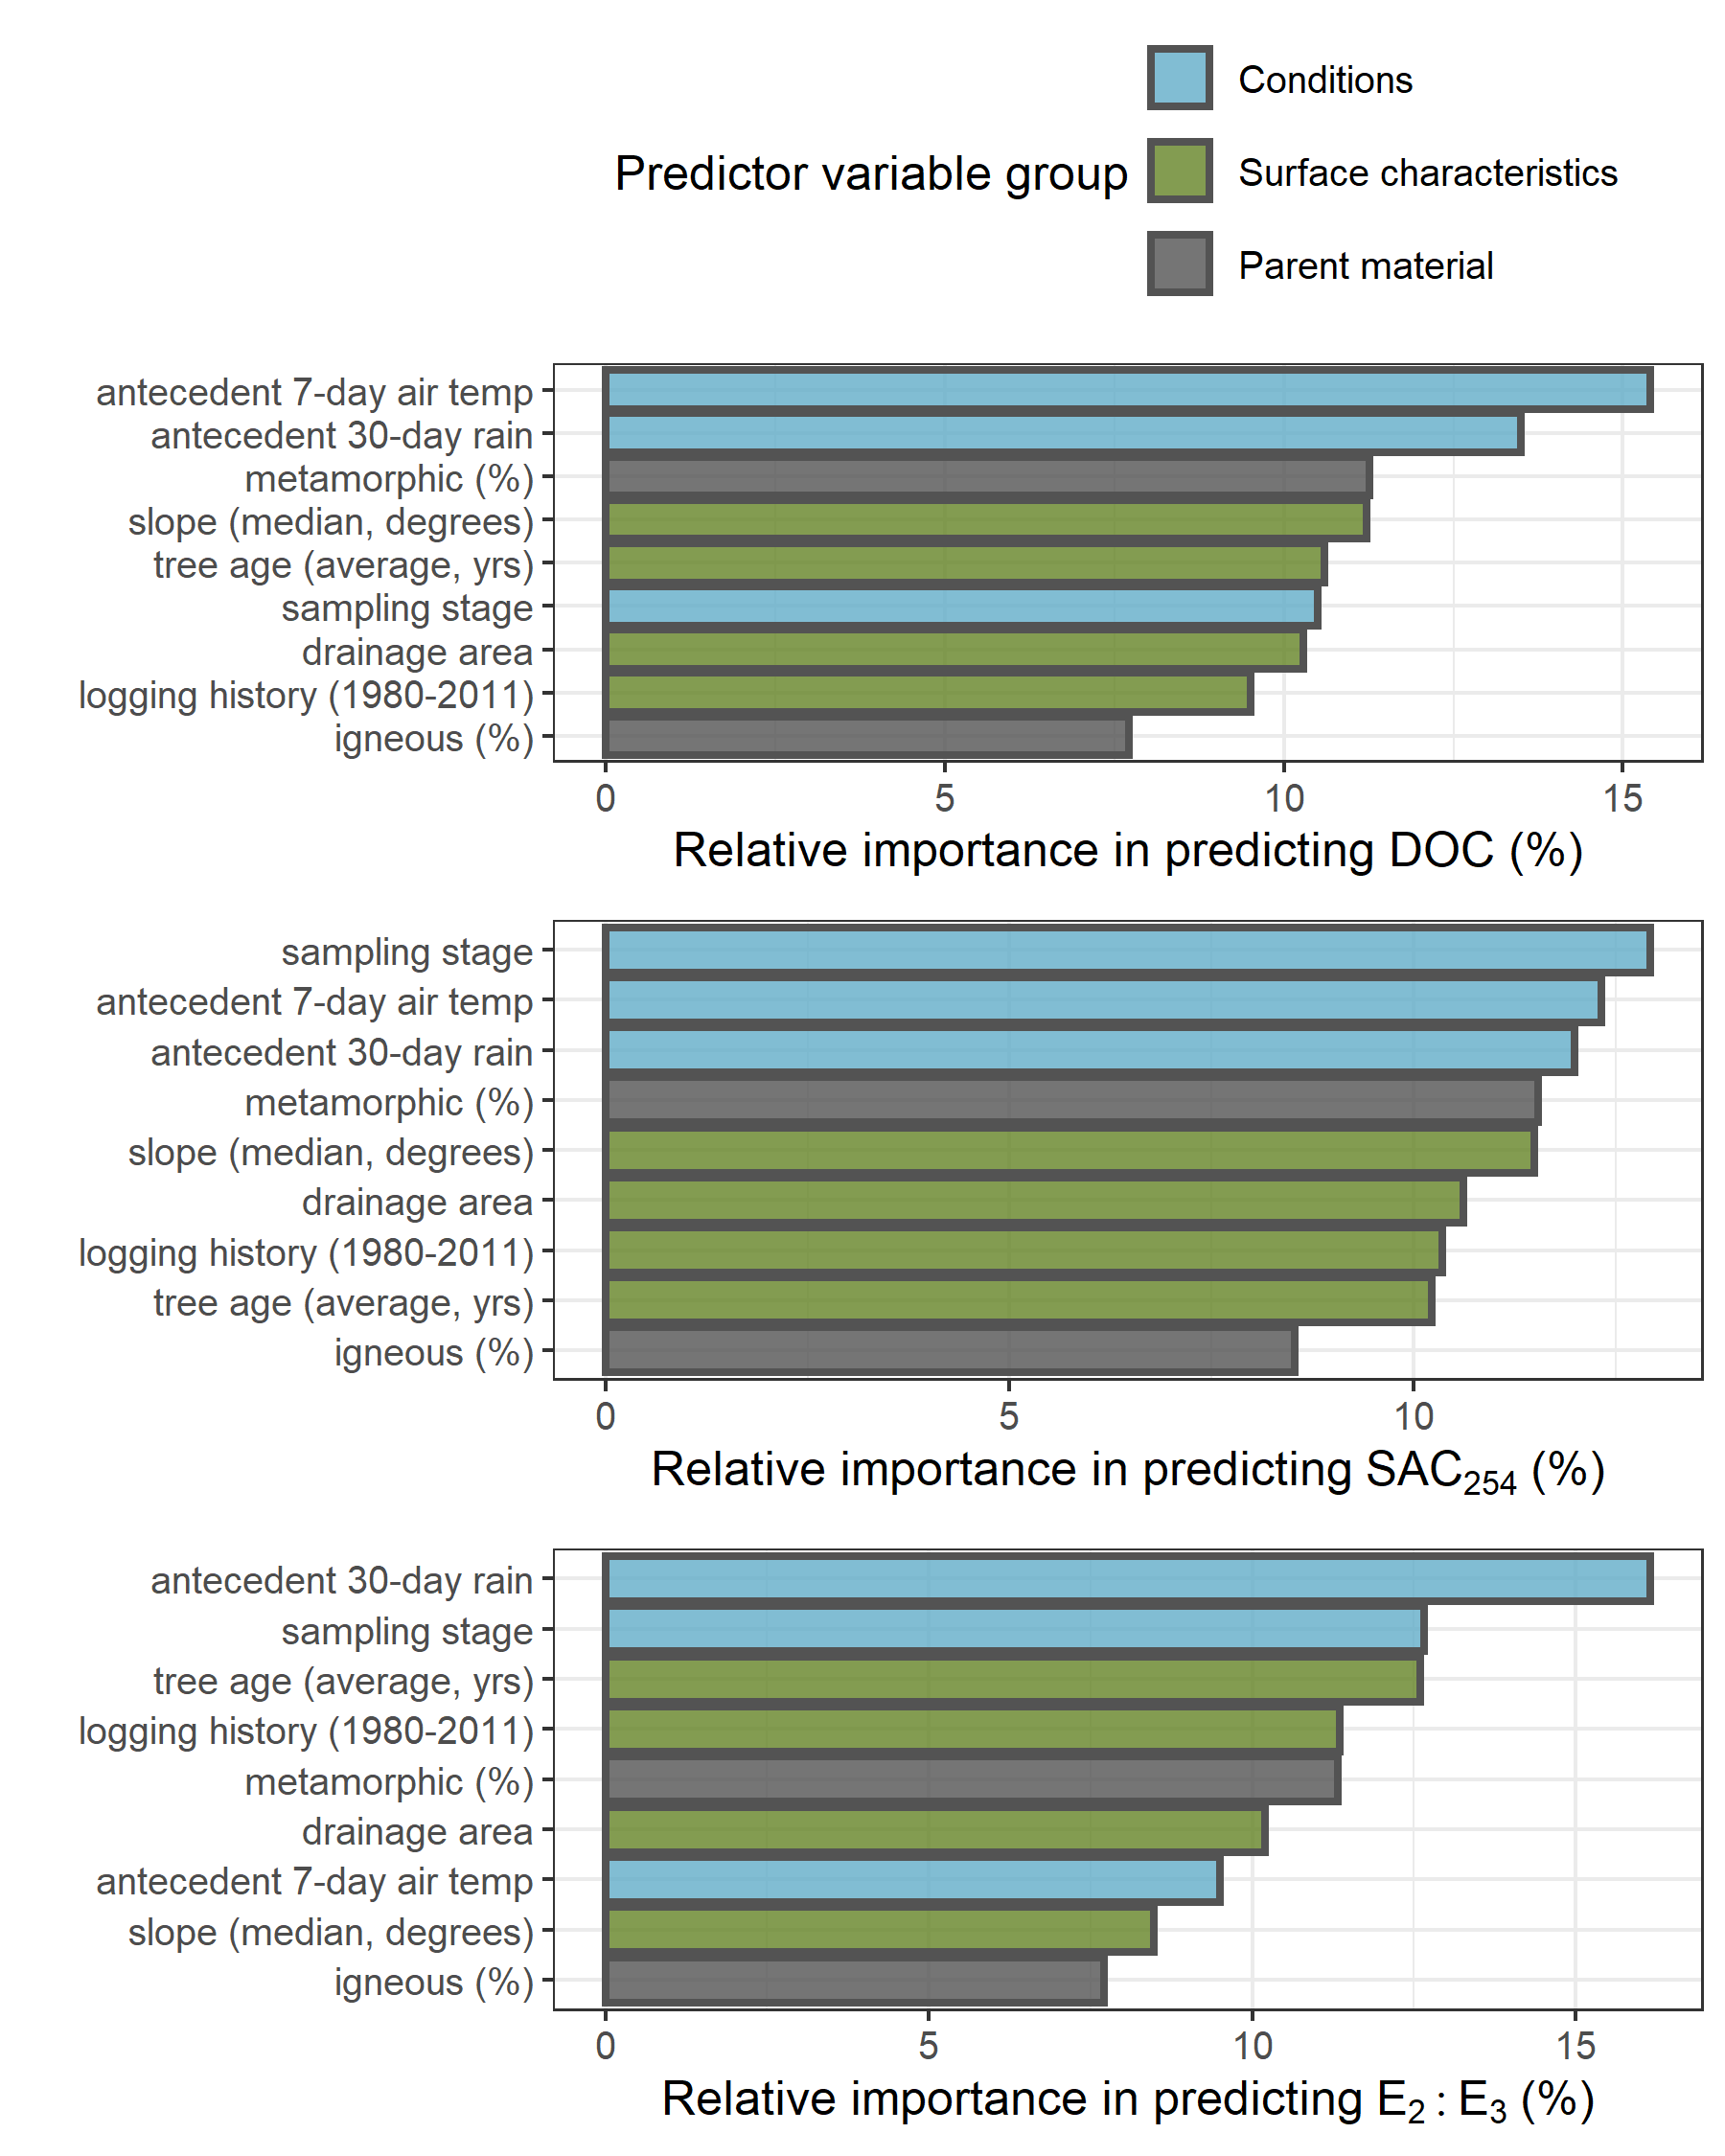 Conditions
Predictor variable group
Surface characteristics
Parent material
antecedent 7-day air temp
antecedent 30-day rain
metamorphic (%)
slope (median, degrees)
tree age (average, yrs)
sampling stage
drainage area
logging history (1980-2011)
igneous (%)
0 5 10 15
Relative importance in predicting DOC (%)
sampling stage
antecedent 7-day air temp
antecedent 30-day rain
metamorphic (%)
slope (median, degrees)
drainage area
logging history (1980-2011)
tree age (average, yrs)
igneous (%)
0 5 10
Relative importance in predicting SAC₂₅₄ (%)
antecedent 30-day rain
sampling stage
tree age (average, yrs)
logging history (1980-2011)
metamorphic (%)
drainage area
antecedent 7-day air temp
slope (median, degrees)
igneous (%)
0 5 10 15
Relative importance in predicting E₂ : E₃ (%)